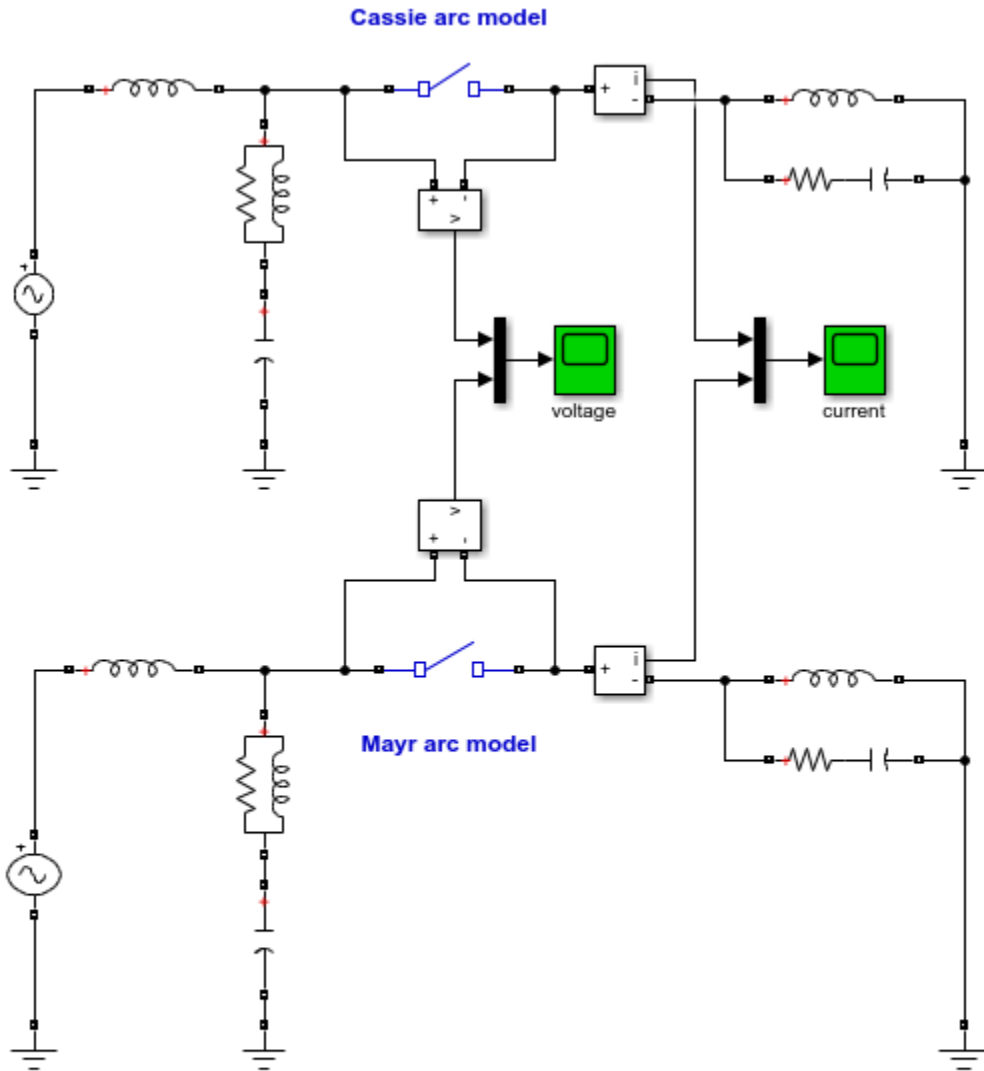 Cassie arc model
+
i
+ -
+ -
v
+
voltage
current
v
+ -
i
+ -
Mayr arc model
+